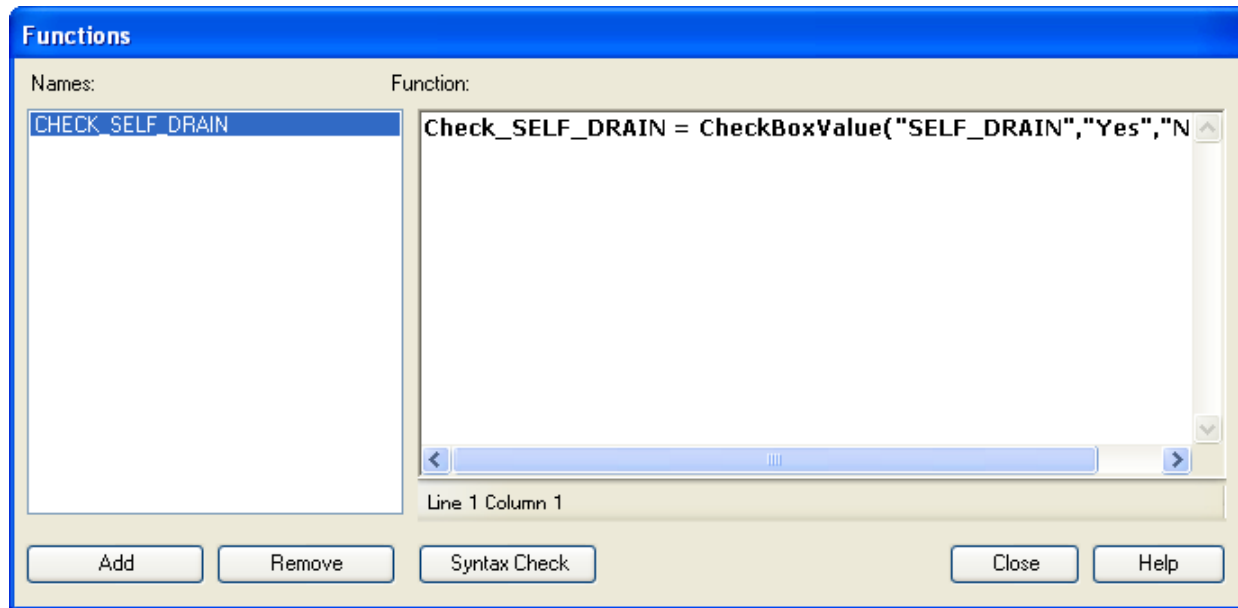 Functions
Names:
Function:
CHECK_SELF_DRAIN
Check_SELF_DRAIN = CheckBoxValue("SELF_DRAIN","Yes","N
Line 1 Column 1
Add
Remove
Syntax Check
Close
Help